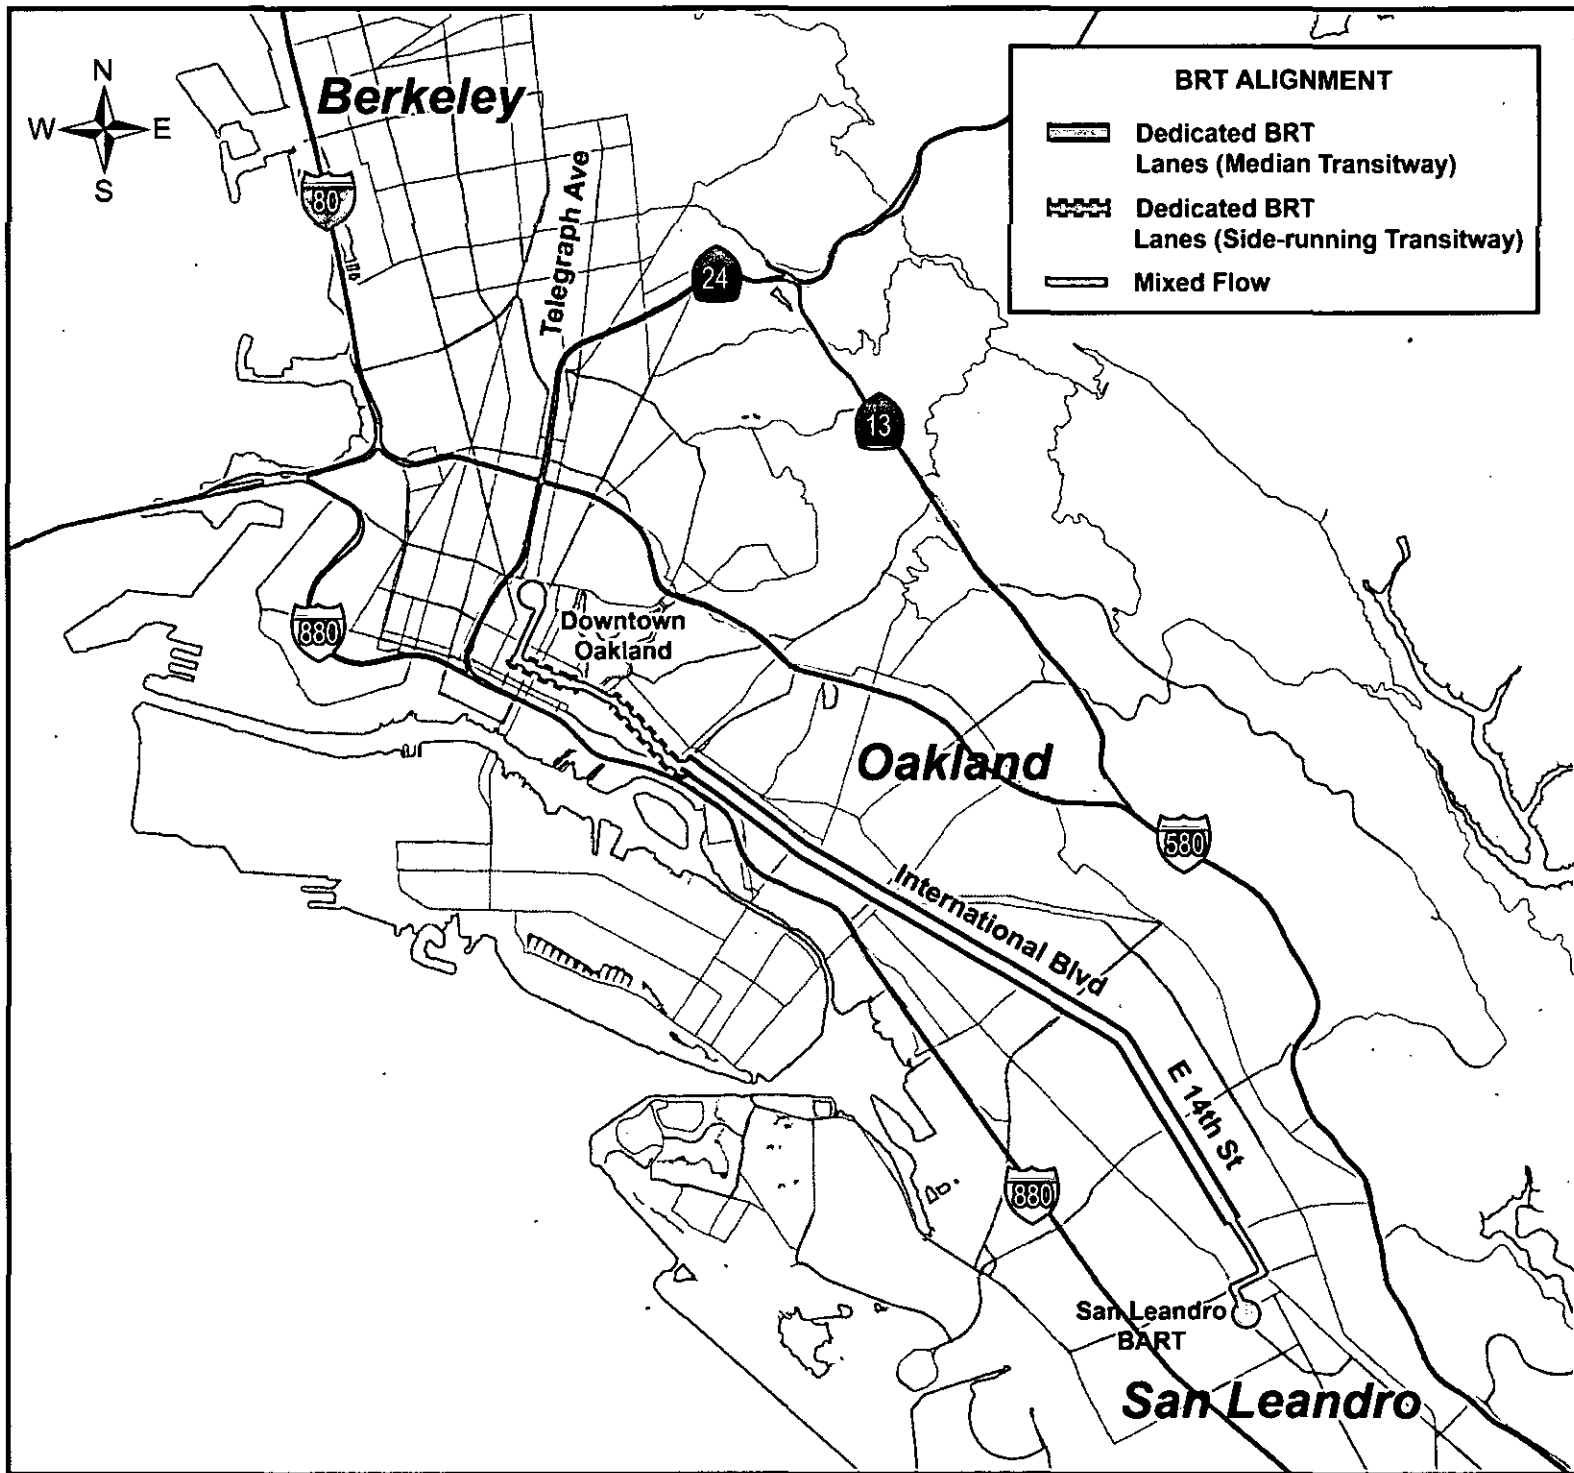 N
W E
S
Berkeley
80
Telegraph Ave
24
13
BRT ALIGNMENT
Dedicated BRT
Lanes (Median Transitway)
Dedicated BRT
Lanes (Side-running Transitway)
Mixed Flow
880
Downtown
Oakland
Oakland
580
International Blvd
E 14th St
880
San Leandro
BART
San Leandro